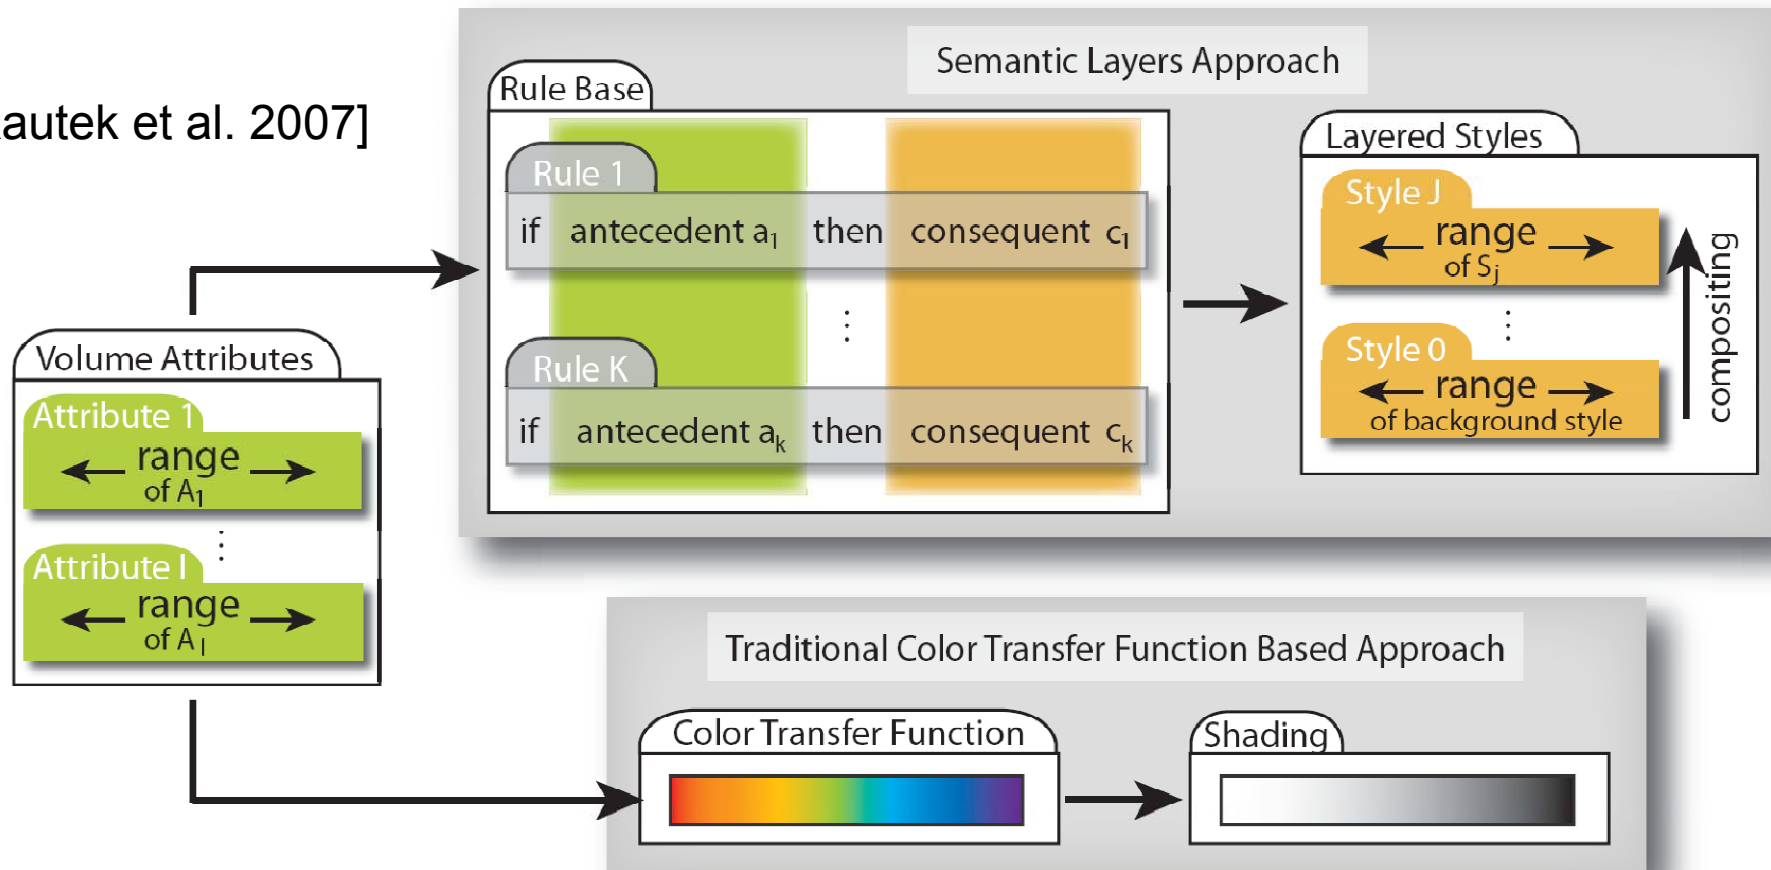 autek et al. 2007]
Semantic Layers Approach
Rule Base
Rule 1
if antecedent a1 then consequent c1
⋮
Rule K
if antecedent ak then consequent ck
Layered Styles
Style J
range
of Sj
⋮
Style 0
range
of background style
compositing
Volume Attributes
Attribute 1
range
of A1
⋮
Attribute I
range
of AI
Traditional Color Transfer Function Based Approach
Color Transfer Function
Shading